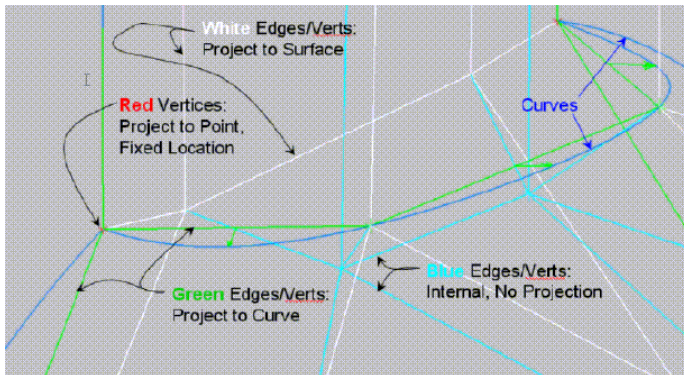 White Edges/Verts:
Project to Surface
Red Vertices:
Project to Point,
Fixed Location
Curves
Blue Edges/Verts:
Internal, No Projection
Green Edges/Verts:
Project to Curve